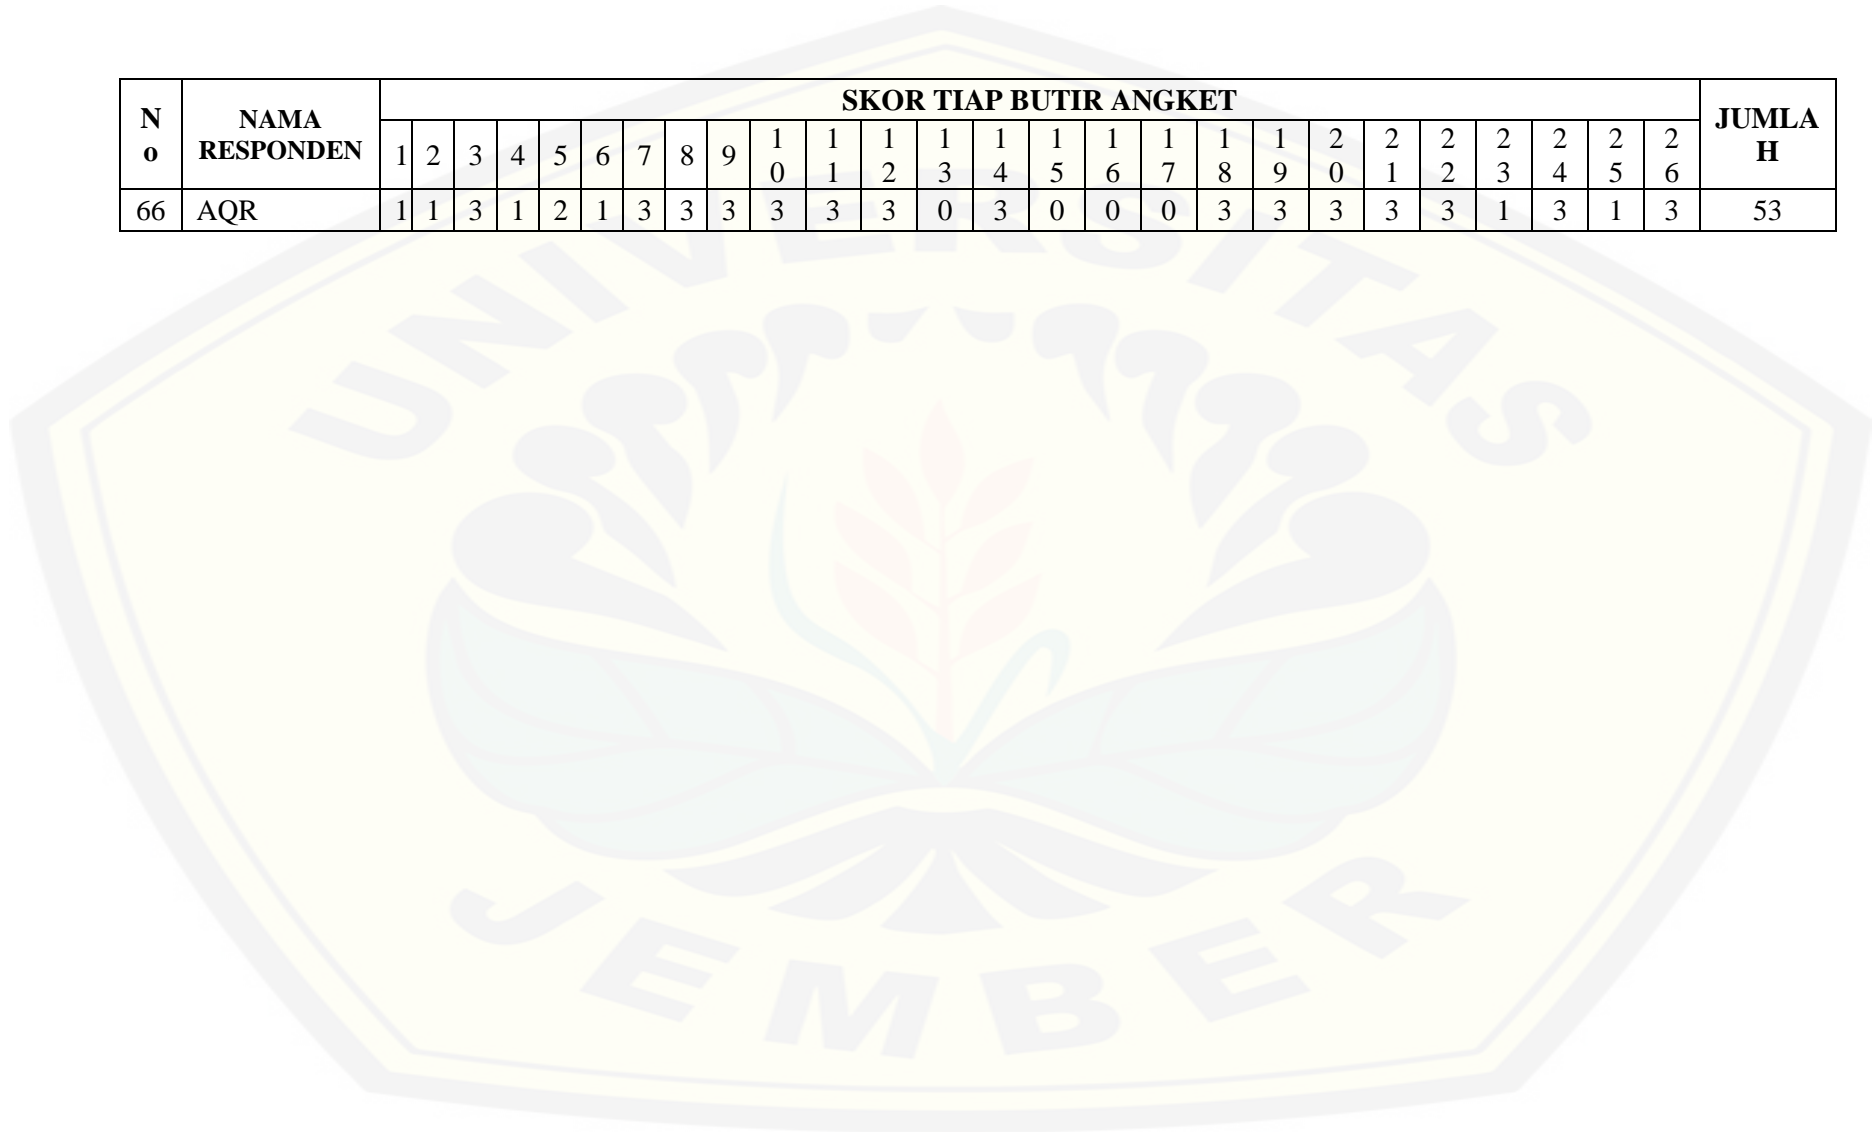 No NAMA RESPONDEN SKOR TIAP BUTIR ANGKET JUMLAH
1 2 3 4 5 6 7 8 9 10 11 12 13 14 15 16 17 18 19 20 21 22 23 24 25 26
66 AQR 1 1 3 1 2 1 3 3 3 3 3 3 0 3 0 0 0 3 3 3 3 3 1 3 1 3 53
UNIVERSITAS
JEMBER